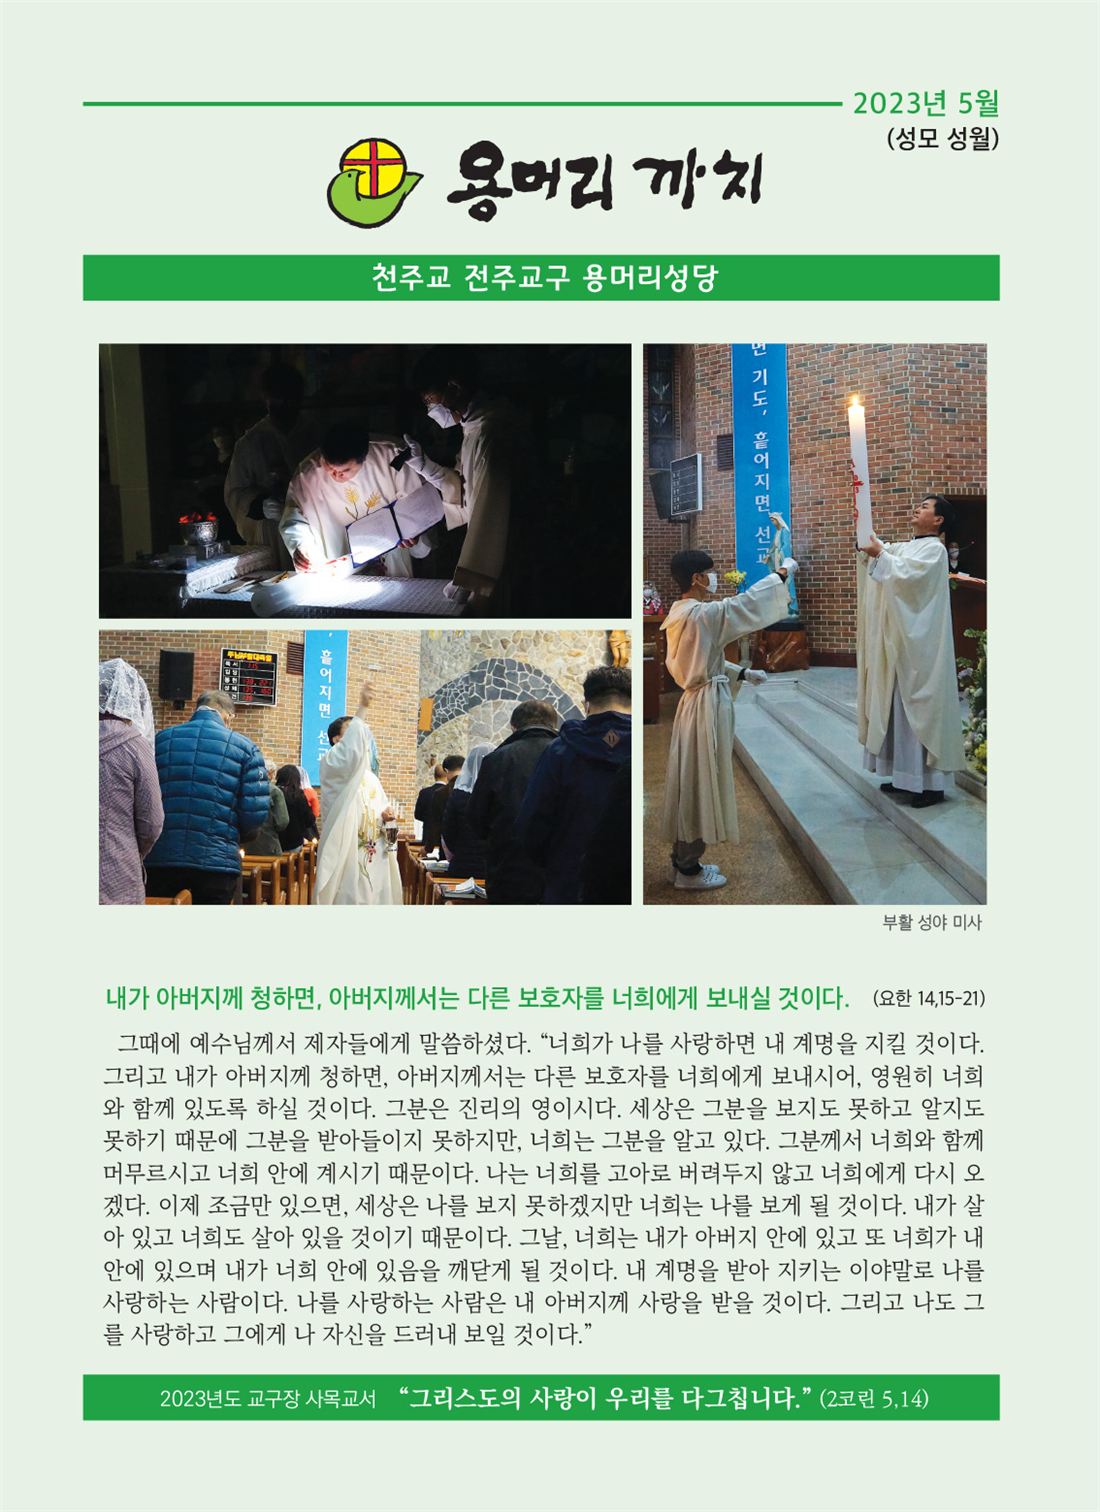 2023년 5월
(성모 성월)
용머리 까치
천주교 전주교구 용머리성당
면 기도, 흩어지면 선교
, 흩어지면 선교
부활 성야 미사
내가 아버지께 청하면, 아버지께서는 다른 보호자를 너희에게 보내실 것이다. (요한 14,15-21)
그때에 예수님께서 제자들에게 말씀하셨다. “너희가 나를 사랑하면 내 계명을 지킬 것이다.
그리고 내가 아버지께 청하면, 아버지께서는 다른 보호자를 너희에게 보내시어, 영원히 너희
와 함께 있도록 하실 것이다. 그분은 진리의 영이시다. 세상은 그분을 보지도 못하고 알지도
못하기 때문에 그분을 받아들이지 못하지만, 너희는 그분을 알고 있다. 그분께서 너희와 함께
머무르시고 너희 안에 계시기 때문이다. 나는 너희를 고아로 버려두지 않고 너희에게 다시 오
겠다. 이제 조금만 있으면, 세상은 나를 보지 못하겠지만 너희는 나를 보게 될 것이다. 내가 살
아 있고 너희도 살아 있을 것이기 때문이다. 그날, 너희는 내가 아버지 안에 있고 또 너희가 내
안에 있으며 내가 너희 안에 있음을 깨닫게 될 것이다. 내 계명을 받아 지키는 이야말로 나를
사랑하는 사람이다. 나를 사랑하는 사람은 내 아버지께 사랑을 받을 것이다. 그리고 나도 그
를 사랑하고 그에게 나 자신을 드러내 보일 것이다.”
2023년도 교구장 사목교서 “그리스도의 사랑이 우리를 다그칩니다.” (2코린 5,14)